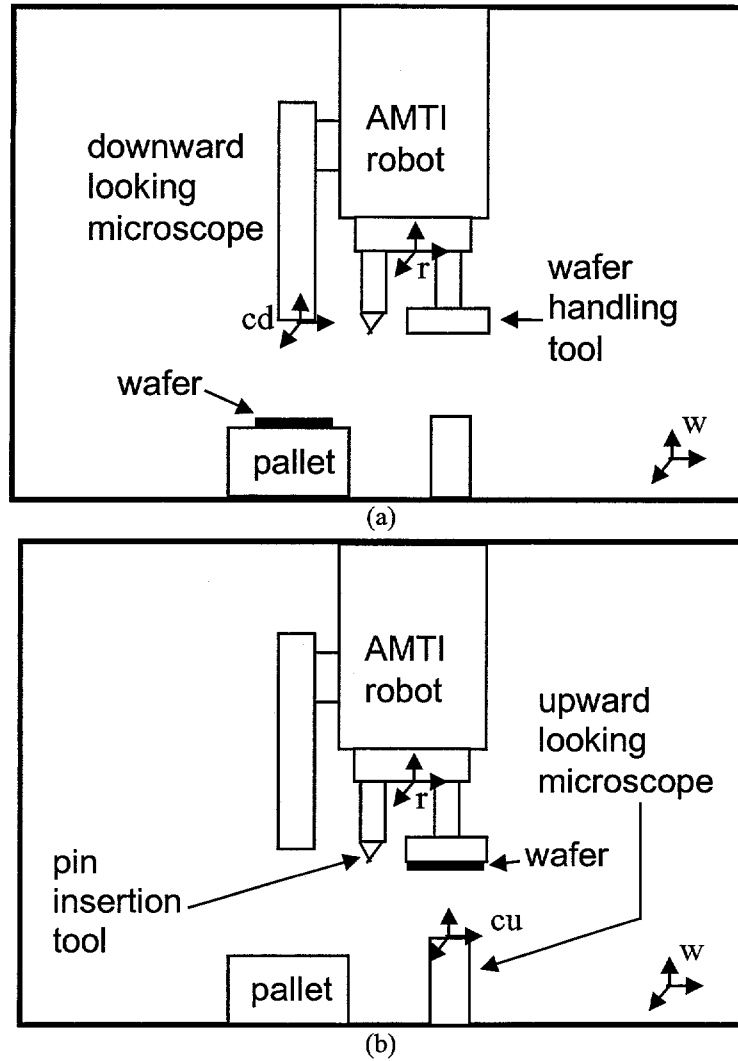 AMTI
robot
downward
looking
microscope
r
wafer
handling
tool
cd
wafer
pallet
w
(a)
AMTI
robot
upward
looking
microscope
r
wafer
pin
insertion
tool
cu
pallet
w
(b)